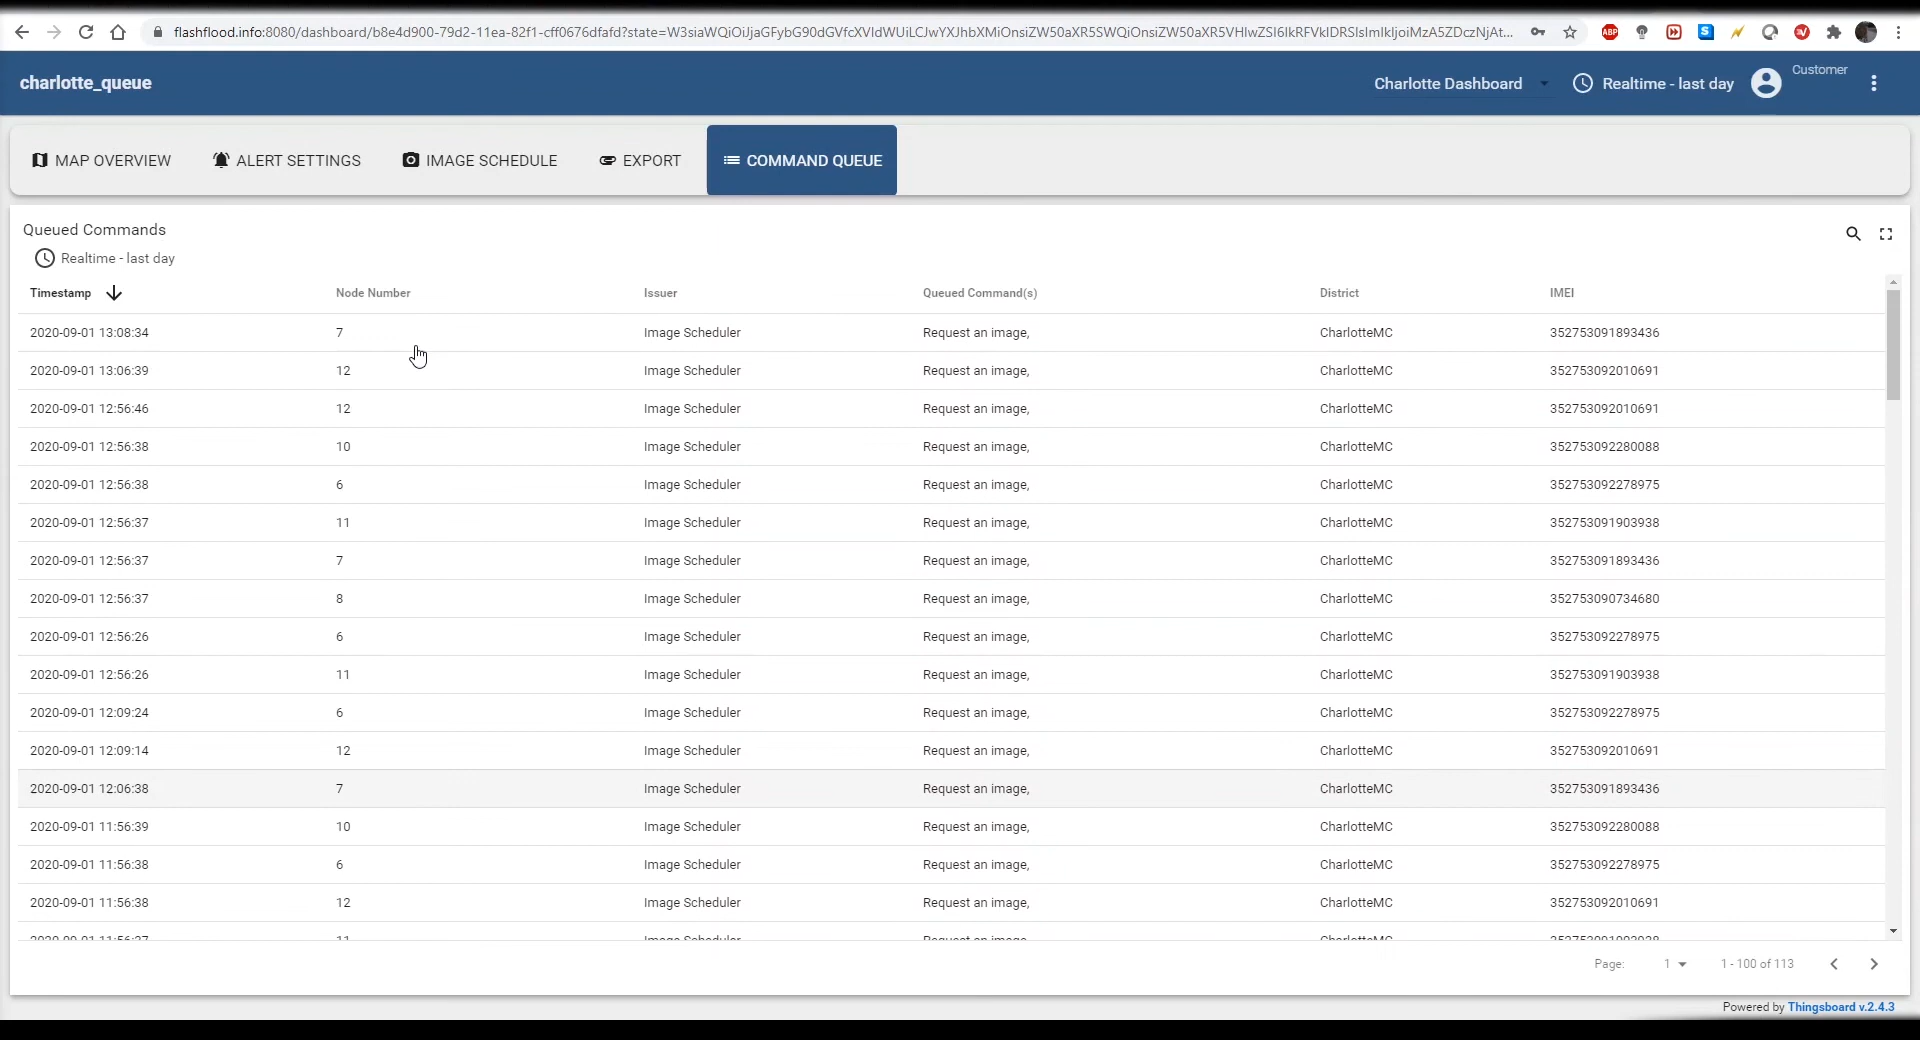 flashflood.info:8080/dashboard/b8e4d900-79d2-11ea-82f1-cff0676dfafd?state=
charlotte_queue
Charlotte Dashboard
Realtime - last day
Customer
MAP OVERVIEW
ALERT SETTINGS
IMAGE SCHEDULE
EXPORT
COMMAND QUEUE
Queued Commands
Realtime - last day
Timestamp Node Number Issuer Queued Command(s) District IMEI
2020-09-01 13:08:34 7 Image Scheduler Request an image, CharlotteMC 352753091893436
2020-09-01 13:06:39 12 Image Scheduler Request an image, CharlotteMC 352753092010691
2020-09-01 12:56:46 12 Image Scheduler Request an image, CharlotteMC 352753092010691
2020-09-01 12:56:38 10 Image Scheduler Request an image, CharlotteMC 352753092280088
2020-09-01 12:56:38 6 Image Scheduler Request an image, CharlotteMC 352753092278975
2020-09-01 12:56:37 11 Image Scheduler Request an image, CharlotteMC 352753091903938
2020-09-01 12:56:37 7 Image Scheduler Request an image, CharlotteMC 352753091893436
2020-09-01 12:56:37 8 Image Scheduler Request an image, CharlotteMC 352753090734680
2020-09-01 12:56:26 6 Image Scheduler Request an image, CharlotteMC 352753092278975
2020-09-01 12:56:26 11 Image Scheduler Request an image, CharlotteMC 352753091903938
2020-09-01 12:09:24 6 Image Scheduler Request an image, CharlotteMC 352753092278975
2020-09-01 12:09:14 12 Image Scheduler Request an image, CharlotteMC 352753092010691
2020-09-01 12:06:38 7 Image Scheduler Request an image, CharlotteMC 352753091893436
2020-09-01 11:56:39 10 Image Scheduler Request an image, CharlotteMC 352753092280088
2020-09-01 11:56:38 6 Image Scheduler Request an image, CharlotteMC 352753092278975
2020-09-01 11:56:38 12 Image Scheduler Request an image, CharlotteMC 352753092010691
2020-09-01 11:56:37 11 Image Scheduler Request an image, CharlotteMC 352753091903938
Page: 1 1 - 100 of 113
Powered by Thingsboard v.2.4.3